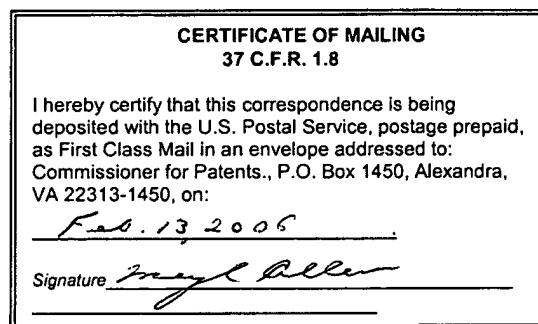 CERTIFICATE OF MAILING
37 C.F.R. 1.8
I hereby certify that this correspondence is being
deposited with the U.S. Postal Service, postage prepaid,
as First Class Mail in an envelope addressed to:
Commissioner for Patents., P.O. Box 1450, Alexandra,
VA 22313-1450, on:
Feb. 13, 2006
Signature